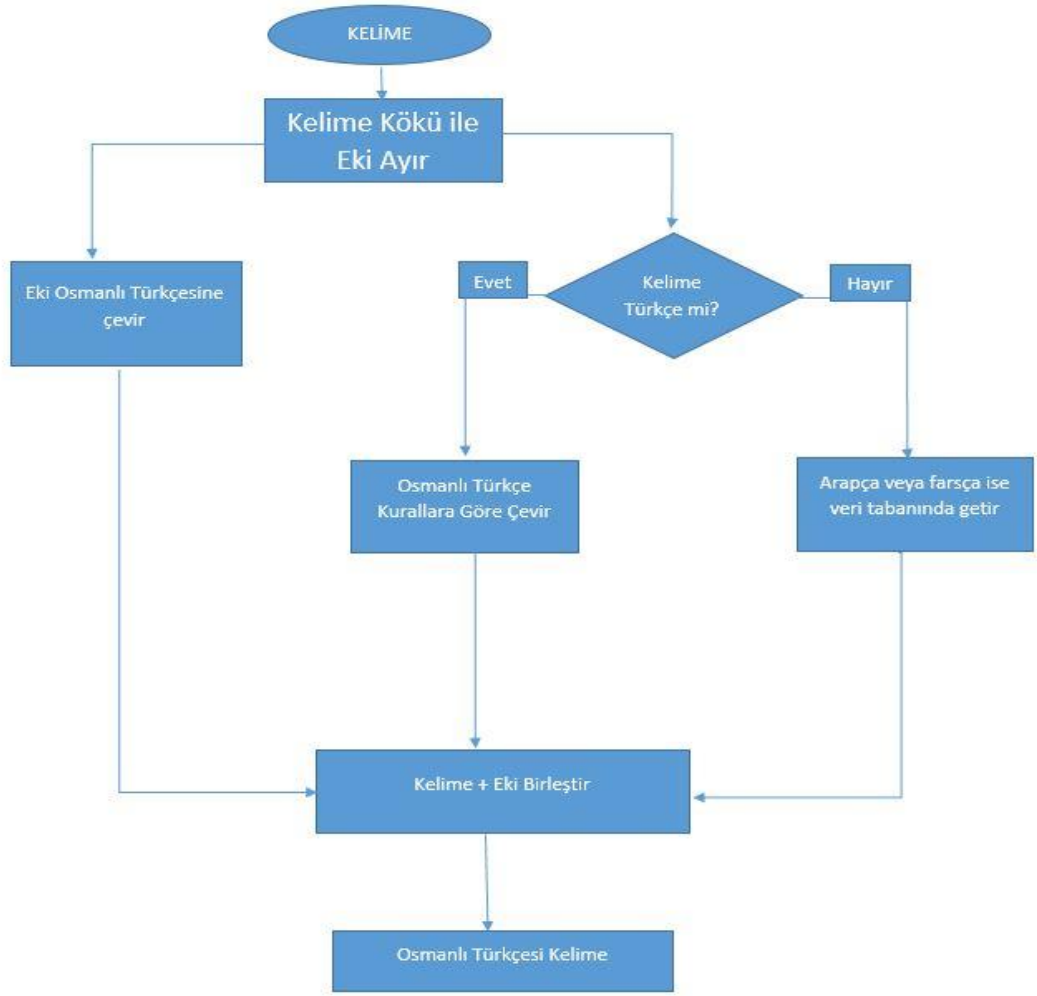 KELİME
Kelime Kökü ile
Eki Ayır
Eki Osmanlı Türkçesine
çevir
Evet
Kelime
Türkçe mi?
Hayır
Osmanlı Türkçe
Kurallara Göre Çevir
Arapça veya farsça ise
veri tabanında getir
Kelime + Eki Birleştir
Osmanlı Türkçesi Kelime